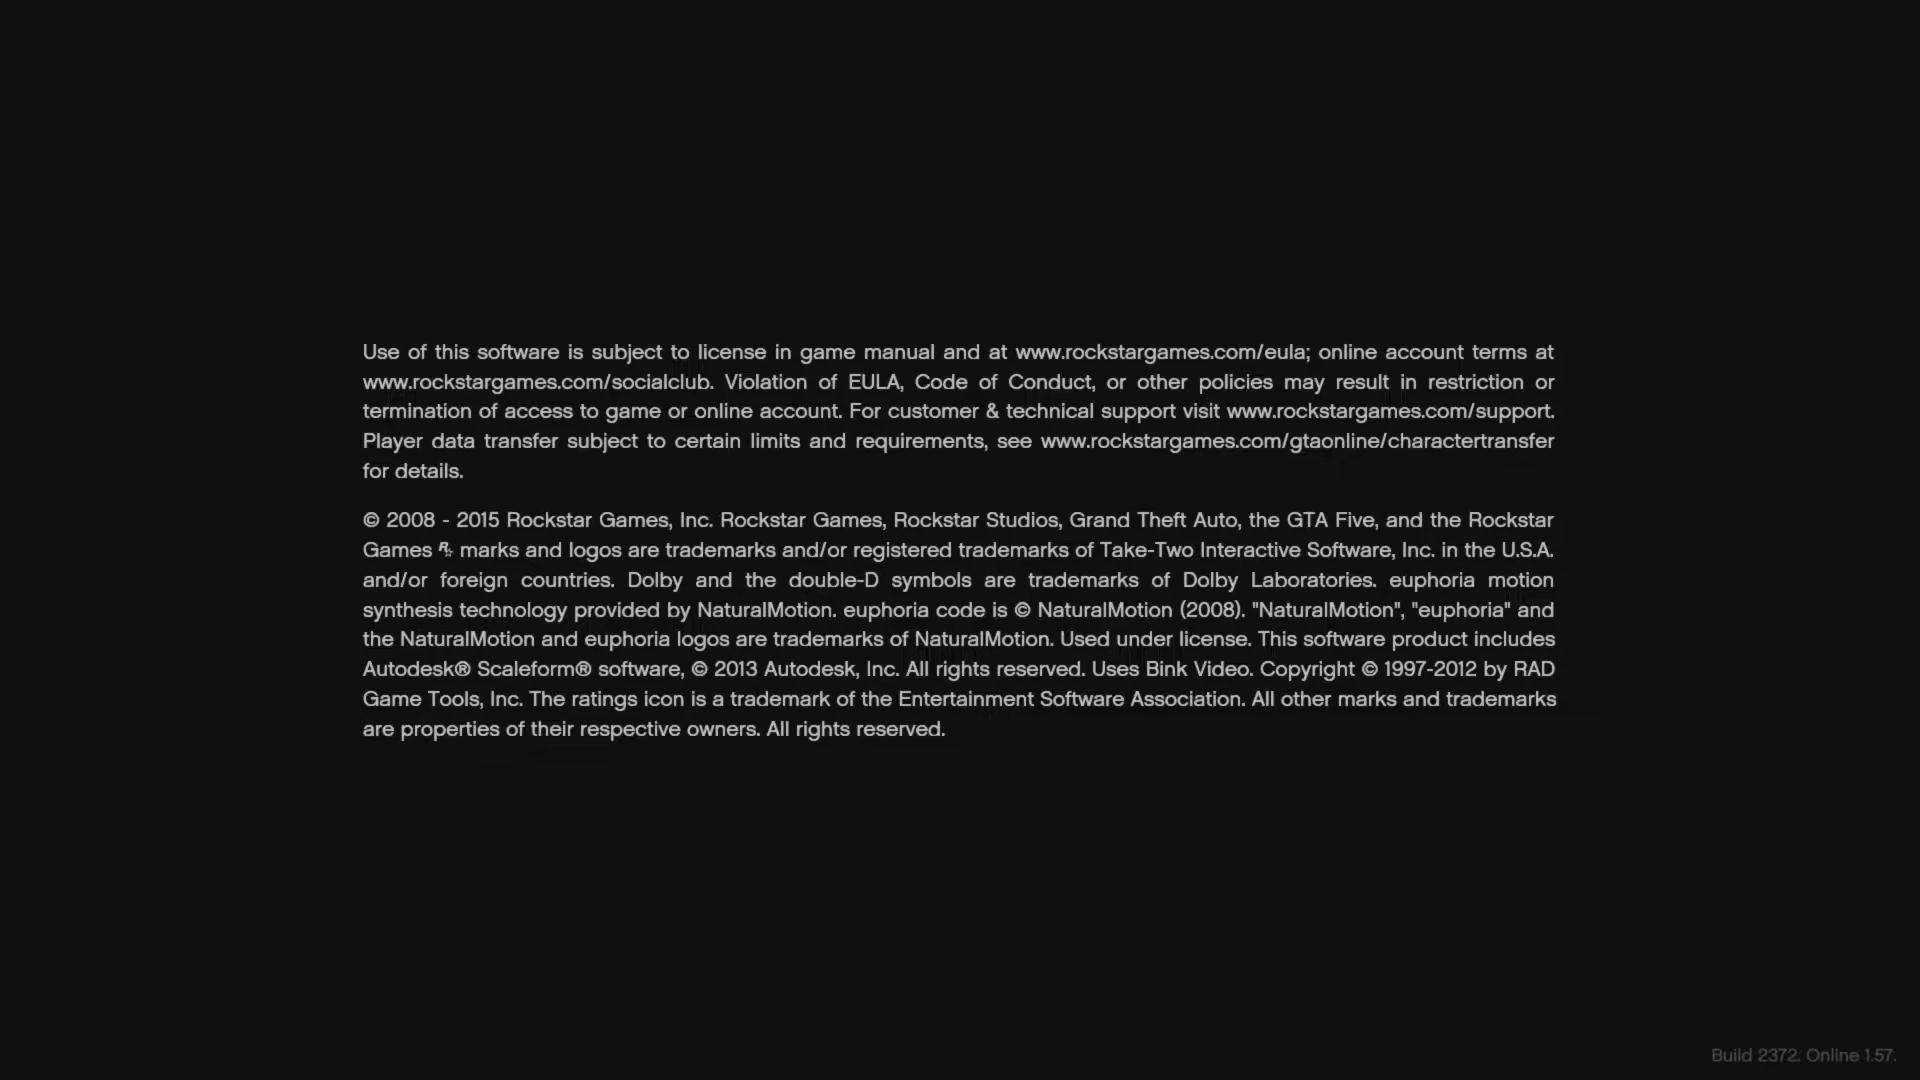 Use of this software is subject to license in game manual and at www.rockstargames.com/eula; online account terms at
www.rockstargames.com/socialclub. Violation of EULA, Code of Conduct, or other policies may result in restriction or
termination of access to game or online account. For customer & technical support visit www.rockstargames.com/support.
Player data transfer subject to certain limits and requirements, see www.rockstargames.com/gtaonline/charactertransfer
for details.
© 2008 - 2015 Rockstar Games, Inc. Rockstar Games, Rockstar Studios, Grand Theft Auto, the GTA Five, and the Rockstar
Games R* marks and logos are trademarks and/or registered trademarks of Take-Two Interactive Software, Inc. in the U.S.A.
and/or foreign countries. Dolby and the double-D symbols are trademarks of Dolby Laboratories. euphoria motion
synthesis technology provided by NaturalMotion. euphoria code is © NaturalMotion (2008). "NaturalMotion", "euphoria" and
the NaturalMotion and euphoria logos are trademarks of NaturalMotion. Used under license. This software product includes
Autodesk® Scaleform® software, © 2013 Autodesk, Inc. All rights reserved. Uses Bink Video. Copyright © 1997-2012 by RAD
Game Tools, Inc. The ratings icon is a trademark of the Entertainment Software Association. All other marks and trademarks
are properties of their respective owners. All rights reserved.
Build 2372. Online 1.57.